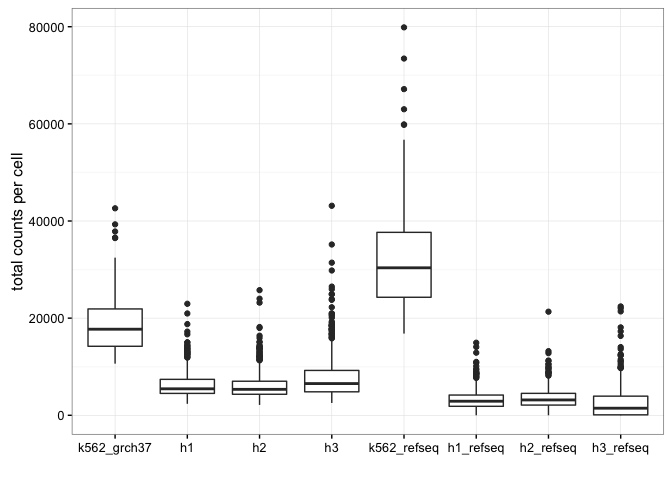 80000
60000
40000
20000
0
total counts per cell
k562_grch37 h1 h2 h3 k562_refseq h1_refseq h2_refseq h3_refseq